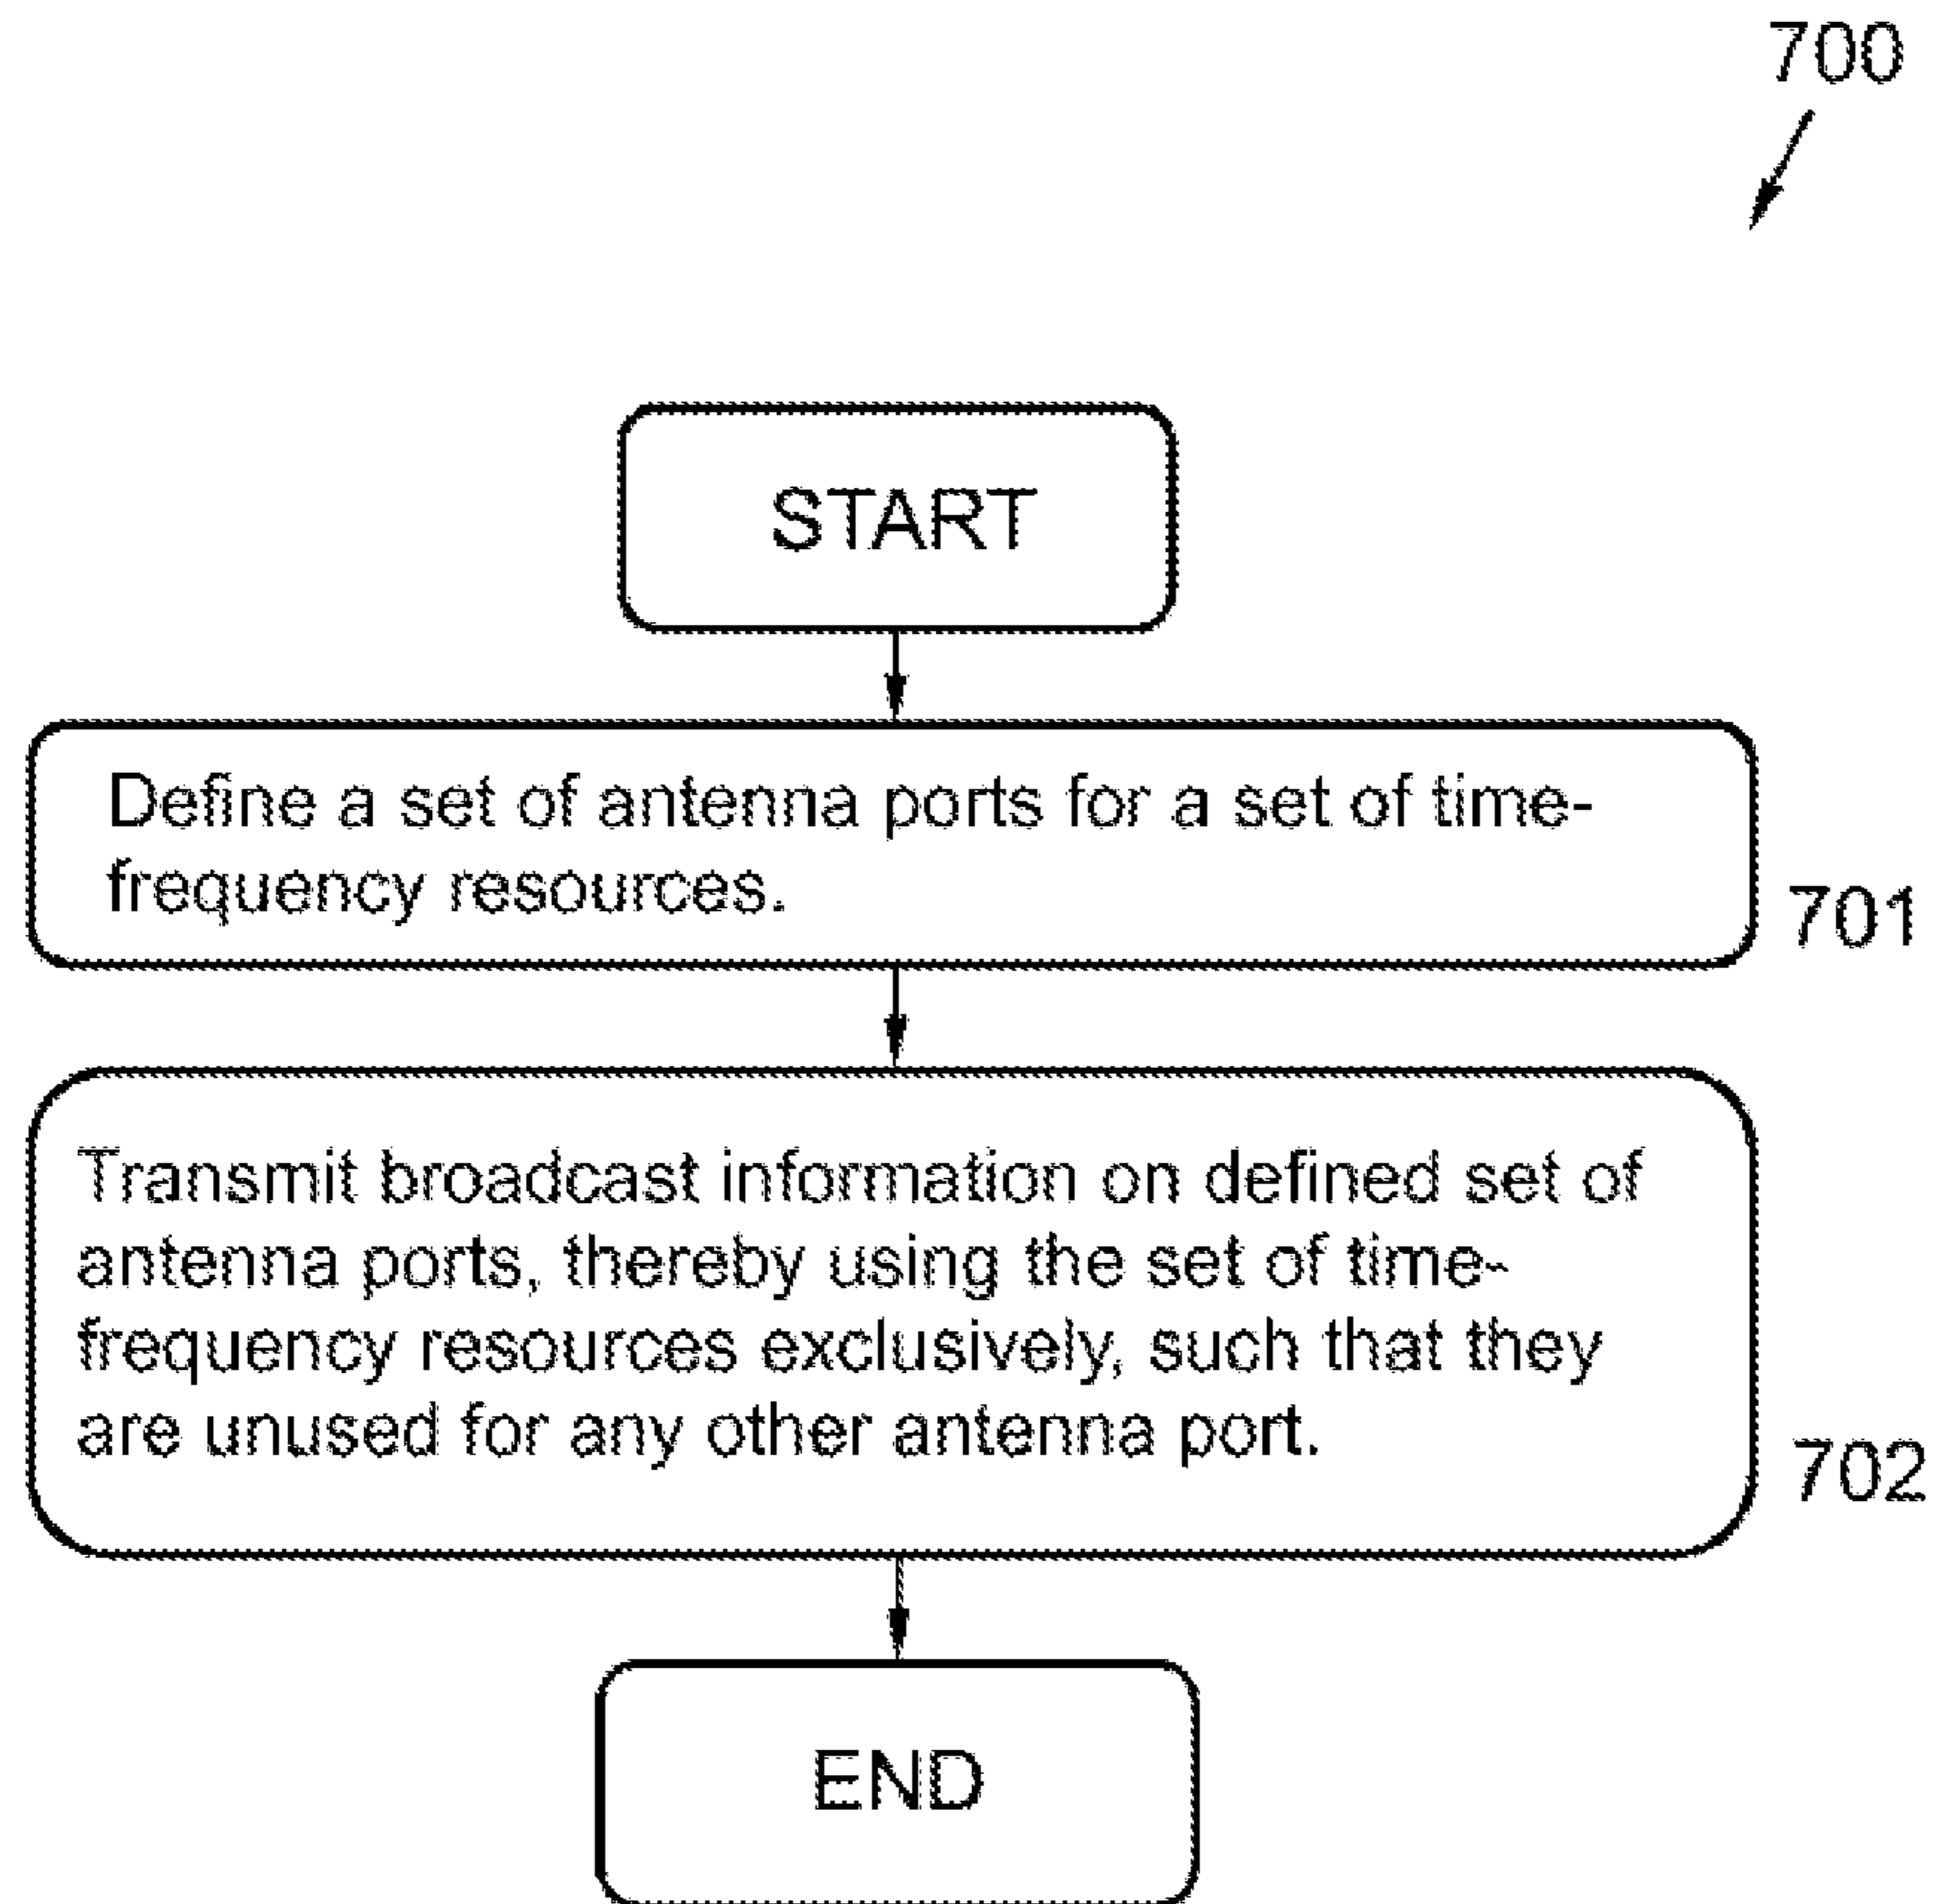 700
START
Define a set of antenna ports for a set of time-
frequency resources.
701
Transmit broadcast information on defined set of
antenna ports, thereby using the set of time-
frequency resources exclusively, such that they
are unused for any other antenna port.
702
END